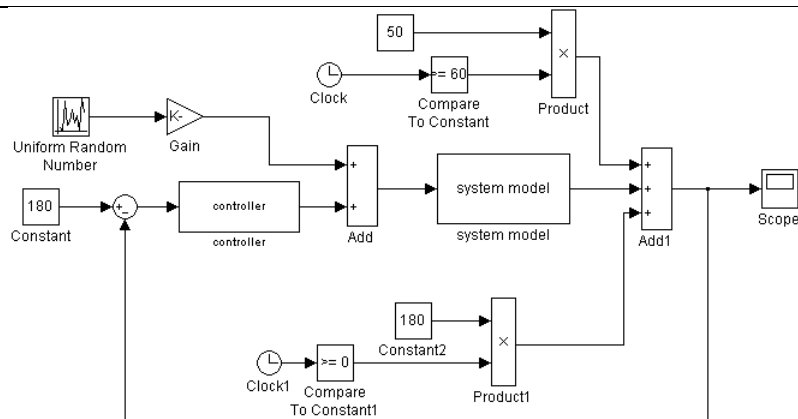 50
×
Product
Clock
>= 60
Compare
To Constant
Uniform Random
Number
K-
Gain
180
Constant
+
−
controller
controller
+
+
Add
system model
system model
+
+
+
Add1
Scope
180
Constant2
×
Product1
Clock1
>= 0
Compare
To Constant1